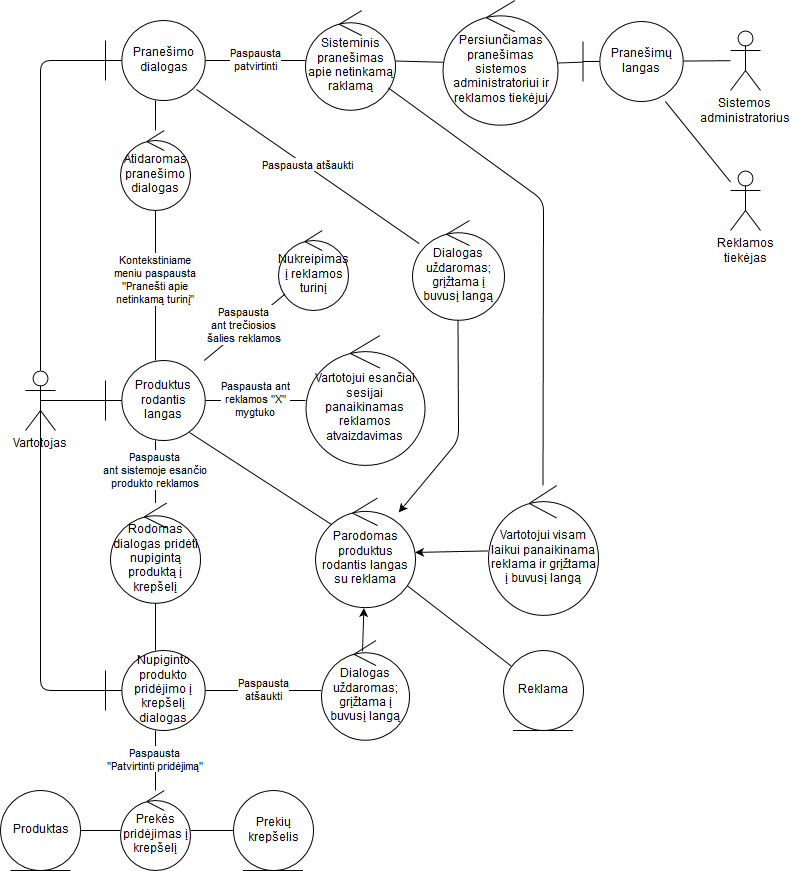 Pranešimo
dialogas
Paspausta
patvirtinti
Sisteminis
pranešimas
apie netinkamą
raklamą
Persiunčiamas
pranešimas
sistemos
administratoriui ir
reklamos tiekėjui
Pranešimų
langas
Sistemos
administratorius
Atidaromas
pranešimo
dialogas
Paspausta atšaukti
Reklamos
tiekėjas
Kontekstiniame
meniu paspausta
"Pranešti apie
netinkamą turinį"
Nukreipimas
į reklamos
turinį
Dialogas
uždaromas;
grįžtama į
buvusį langą
Paspausta
ant trečiosios
šalies reklamos
Vartotojas
Produktus
rodantis
langas
Paspausta ant
reklamos "X"
mygtuko
Vartotojui esančiai
sesijai
panaikinamas
reklamos
atvaizdavimas
Paspausta
ant sistemoje esančio
produkto reklamos
Rodomas
dialogas pridėti
nupigintą
produktą į
krepšelį
Parodomas
produktus
rodantis langas
su reklama
Vartotojui visam
laikui panaikinama
reklama ir grįžtama
į buvusį langą
Nupiginto
produkto
pridėjimo į
krepšelį
dialogas
Paspausta
atšaukti
Dialogas
uždaromas;
grįžtama į
buvusį langą
Reklama
Paspausta
"Patvirtinti pridėjimą"
Produktas
Prekės
pridėjimas į
krepšelį
Prekių
krepšelis